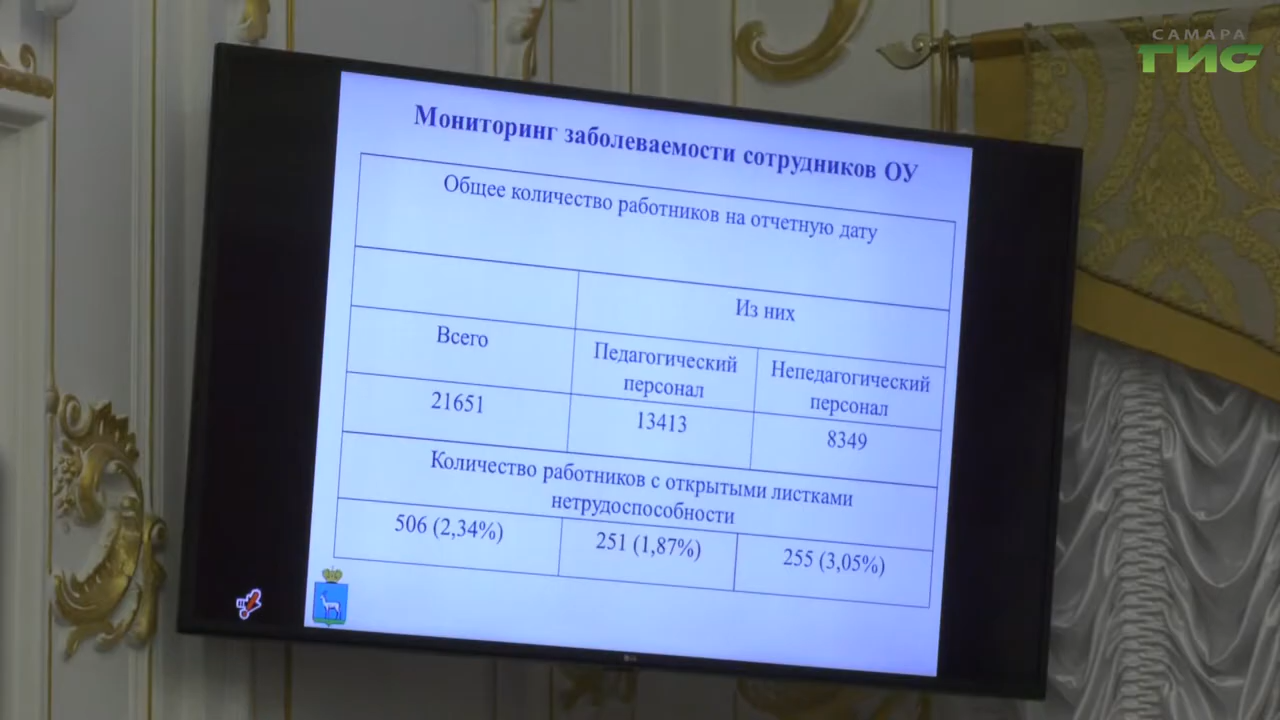 САМАРА
ГИС
Мониторинг заболеваемости сотрудников ОУ
Общее количество работников на отчетную дату
Из них
Всего
Педагогический
персонал
Непедагогический
персонал
21651
13413
8349
Количество работников с открытыми листками
нетрудоспособности
506 (2,34%)
251 (1,87%)
255 (3,05%)